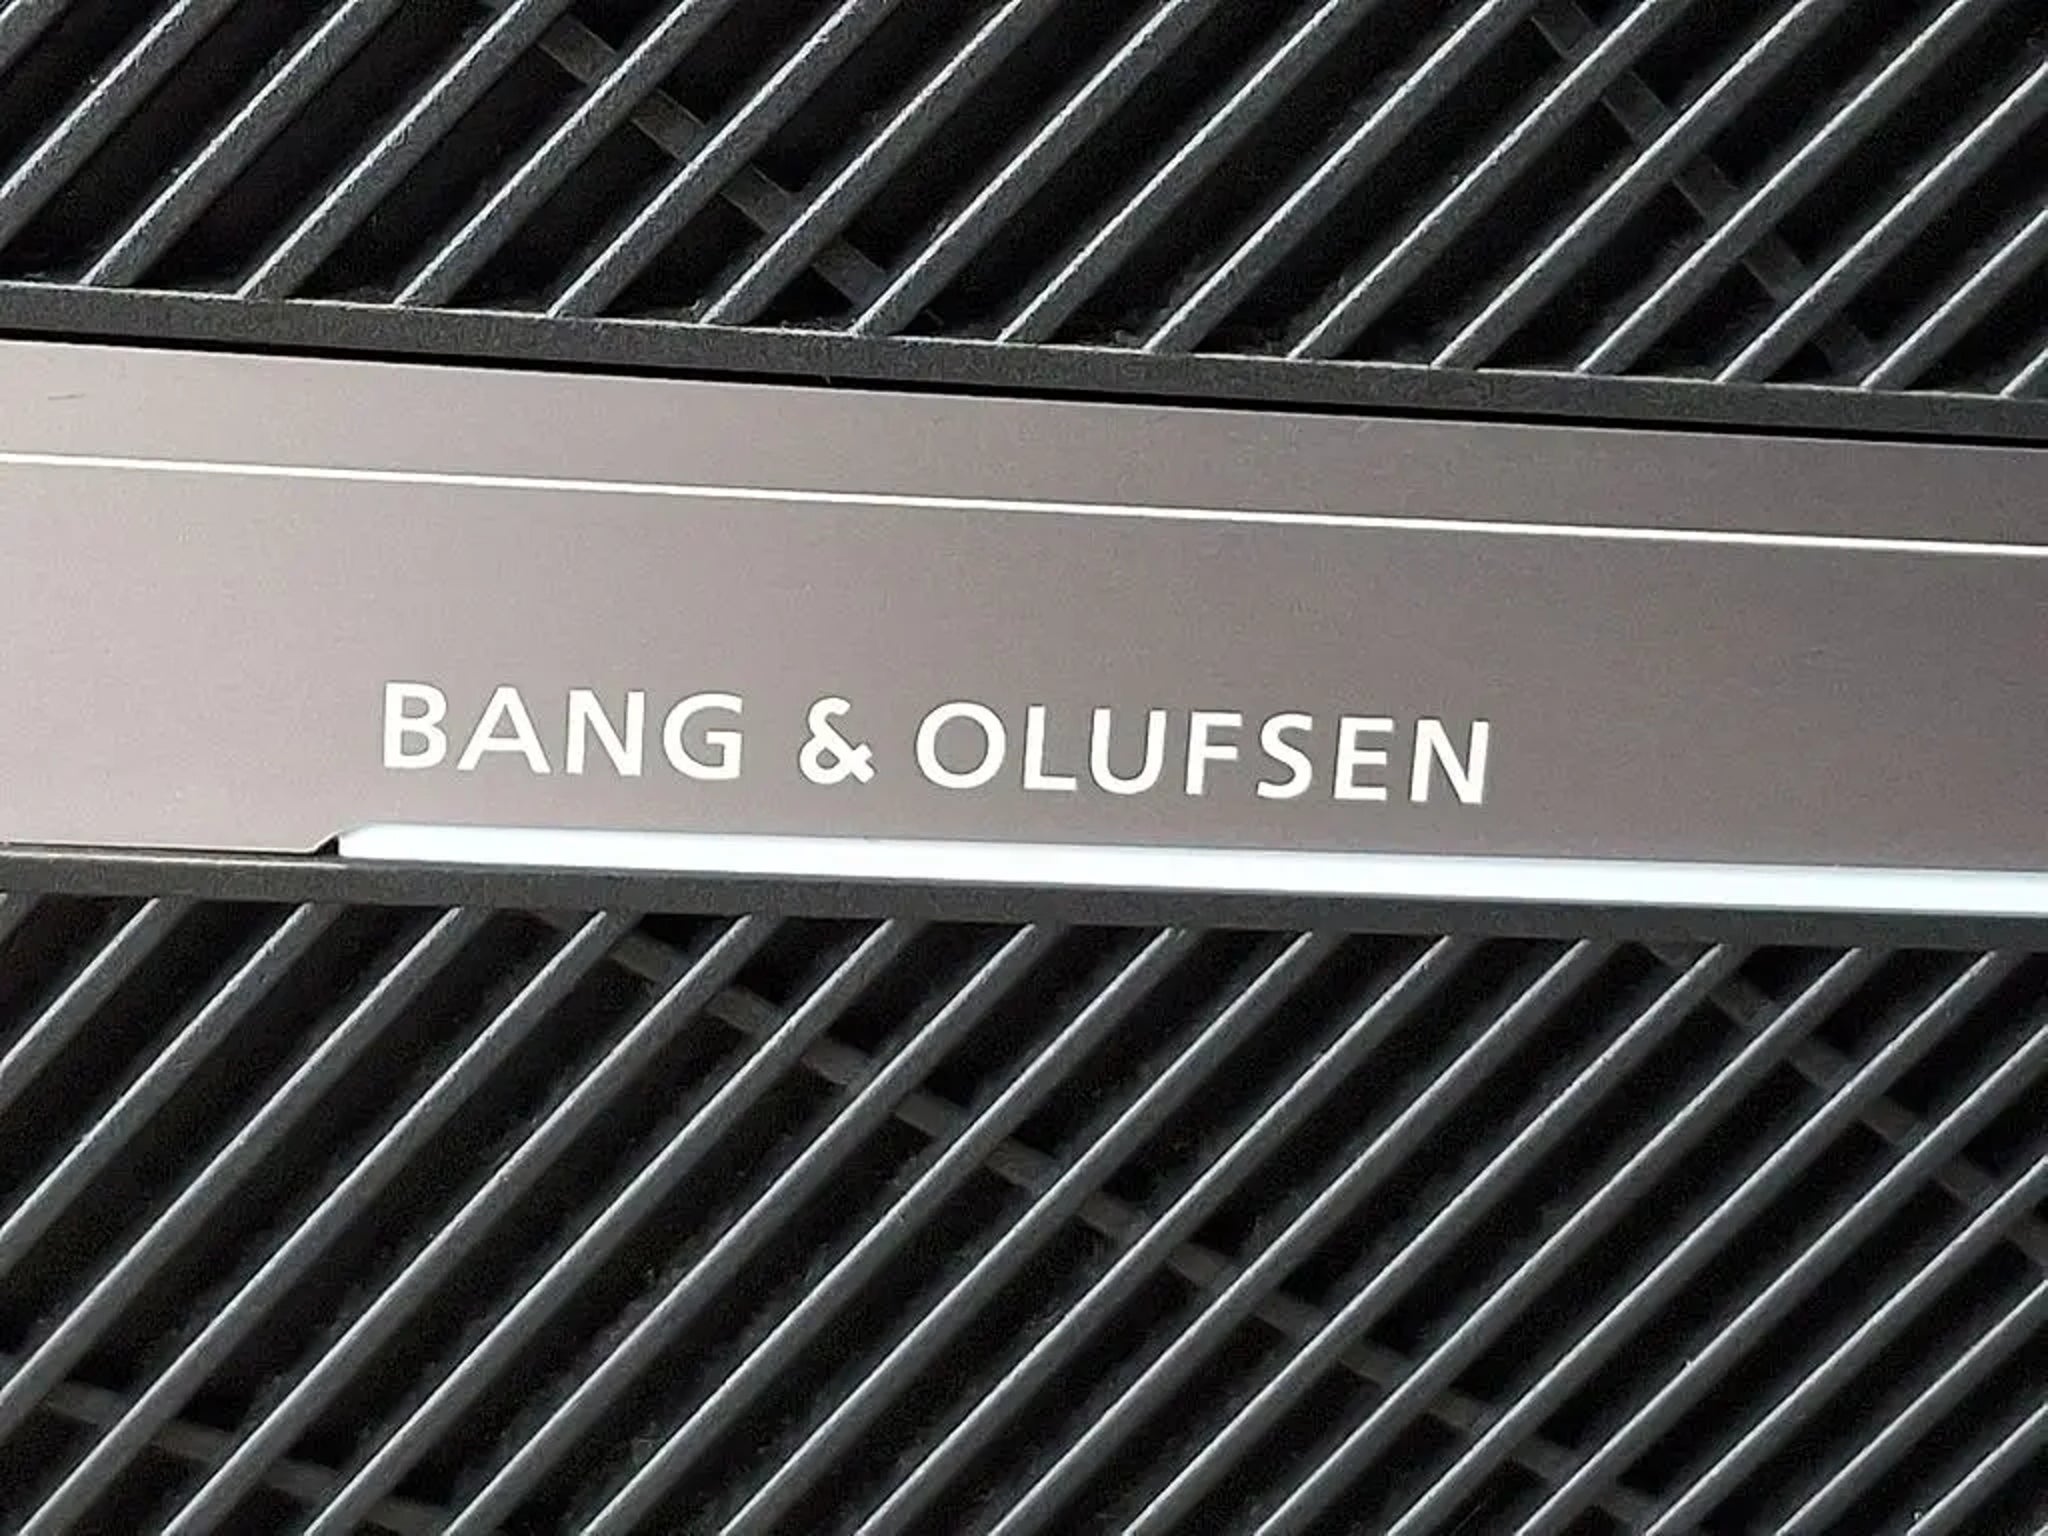 BANG & OLUFSEN